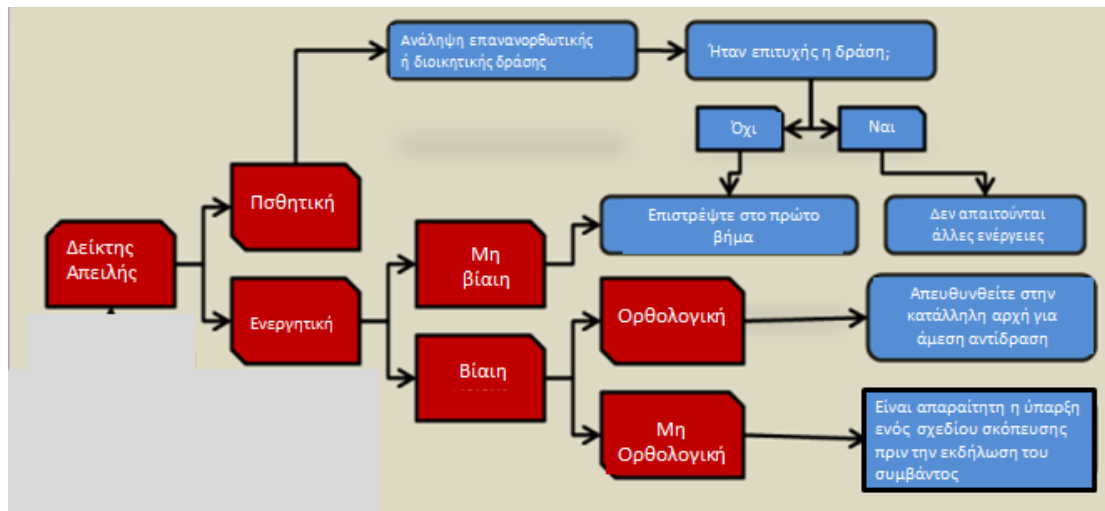 Ανάληψη επανανορθωτικής
ή διοικητικής δράσης
Ήταν επιτυχής η δράση;
Όχι
Ναι
Πσθητική
Επιστρέψτε στο πρώτο
βήμα
Δεν απαιτούνται
άλλες ενέργειες
Δείκτης
Απειλής
Μη
βίαιη
Ενεργητική
Ορθολογική
Απευθυνθείτε στην
κατάλληλη αρχή για
άμεση αντίδραση
Βίαιη
Μη
Ορθολογική
Είναι απαραίτητη η ύπαρξη
ενός σχεδίου σκόπευσης
πριν την εκδήλωση του
συμβάντος